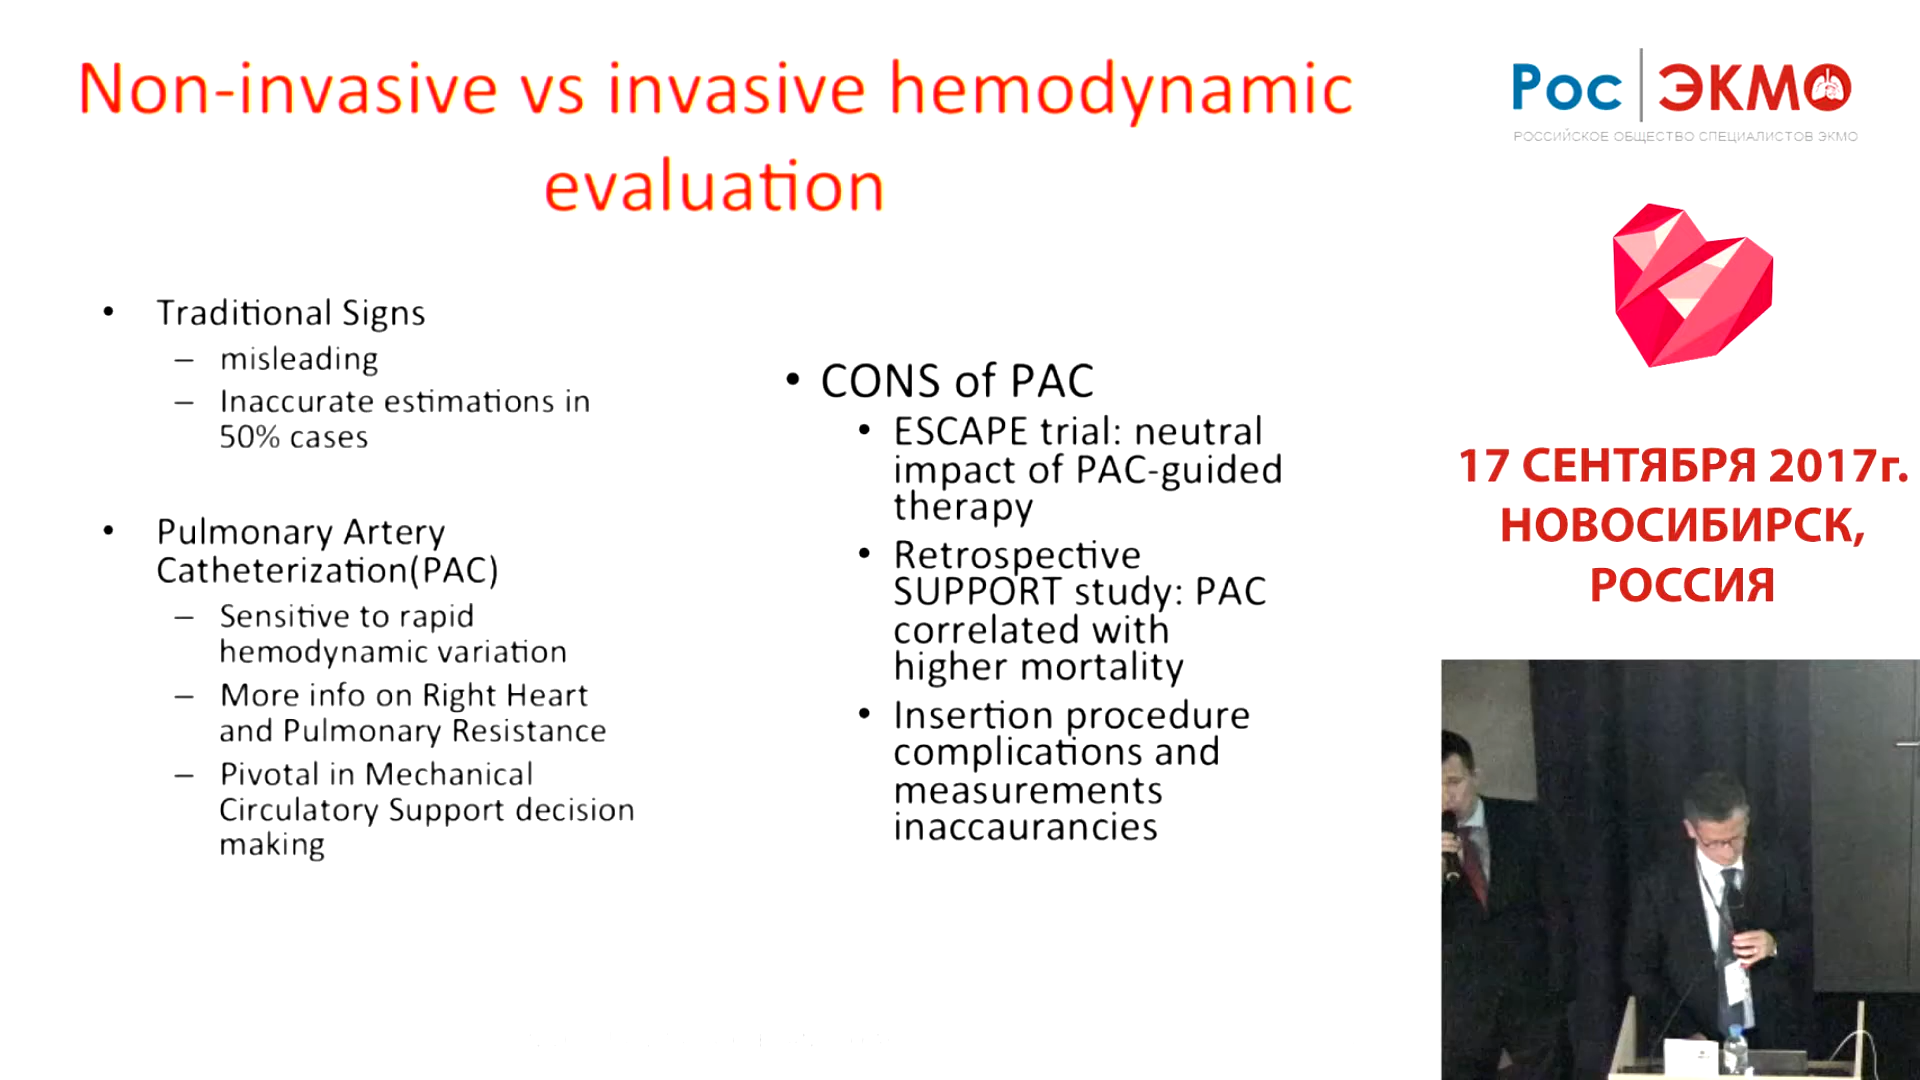 Non-invasive vs invasive hemodynamic
evaluation
• Traditional Signs
– misleading
– Inaccurate estimations in
50% cases
• Pulmonary Artery
Catheterization(PAC)
– Sensitive to rapid
hemodynamic variation
– More info on Right Heart
and Pulmonary Resistance
– Pivotal in Mechanical
Circulatory Support decision
making
• CONS of PAC
• ESCAPE trial: neutral
impact of PAC-guided
therapy
• Retrospective
SUPPORT study: PAC
correlated with
higher mortality
• Insertion procedure
complications and
measurements
inaccaurancies
Рос ЭКМО
РОССИЙСКОЕ ОБЩЕСТВО СПЕЦИАЛИСТОВ ЭКМО
17 СЕНТЯБРЯ 2017г.
НОВОСИБИРСК,
РОССИЯ